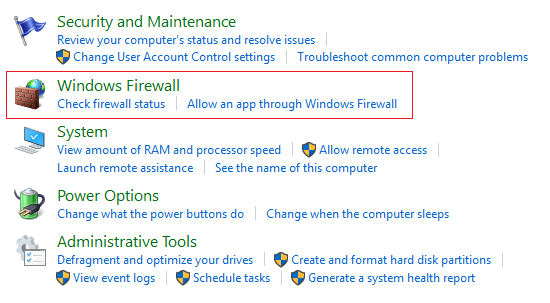 Security and Maintenance
Review your computer's status and resolve issues
Change User Account Control settings Troubleshoot common computer problems
Windows Firewall
Check firewall status Allow an app through Windows Firewall
System
View amount of RAM and processor speed Allow remote access
Launch remote assistance See the name of this computer
Power Options
Change what the power buttons do Change when the computer sleeps
Administrative Tools
Defragment and optimize your drives Create and format hard disk partitions
View event logs Schedule tasks Generate a system health report